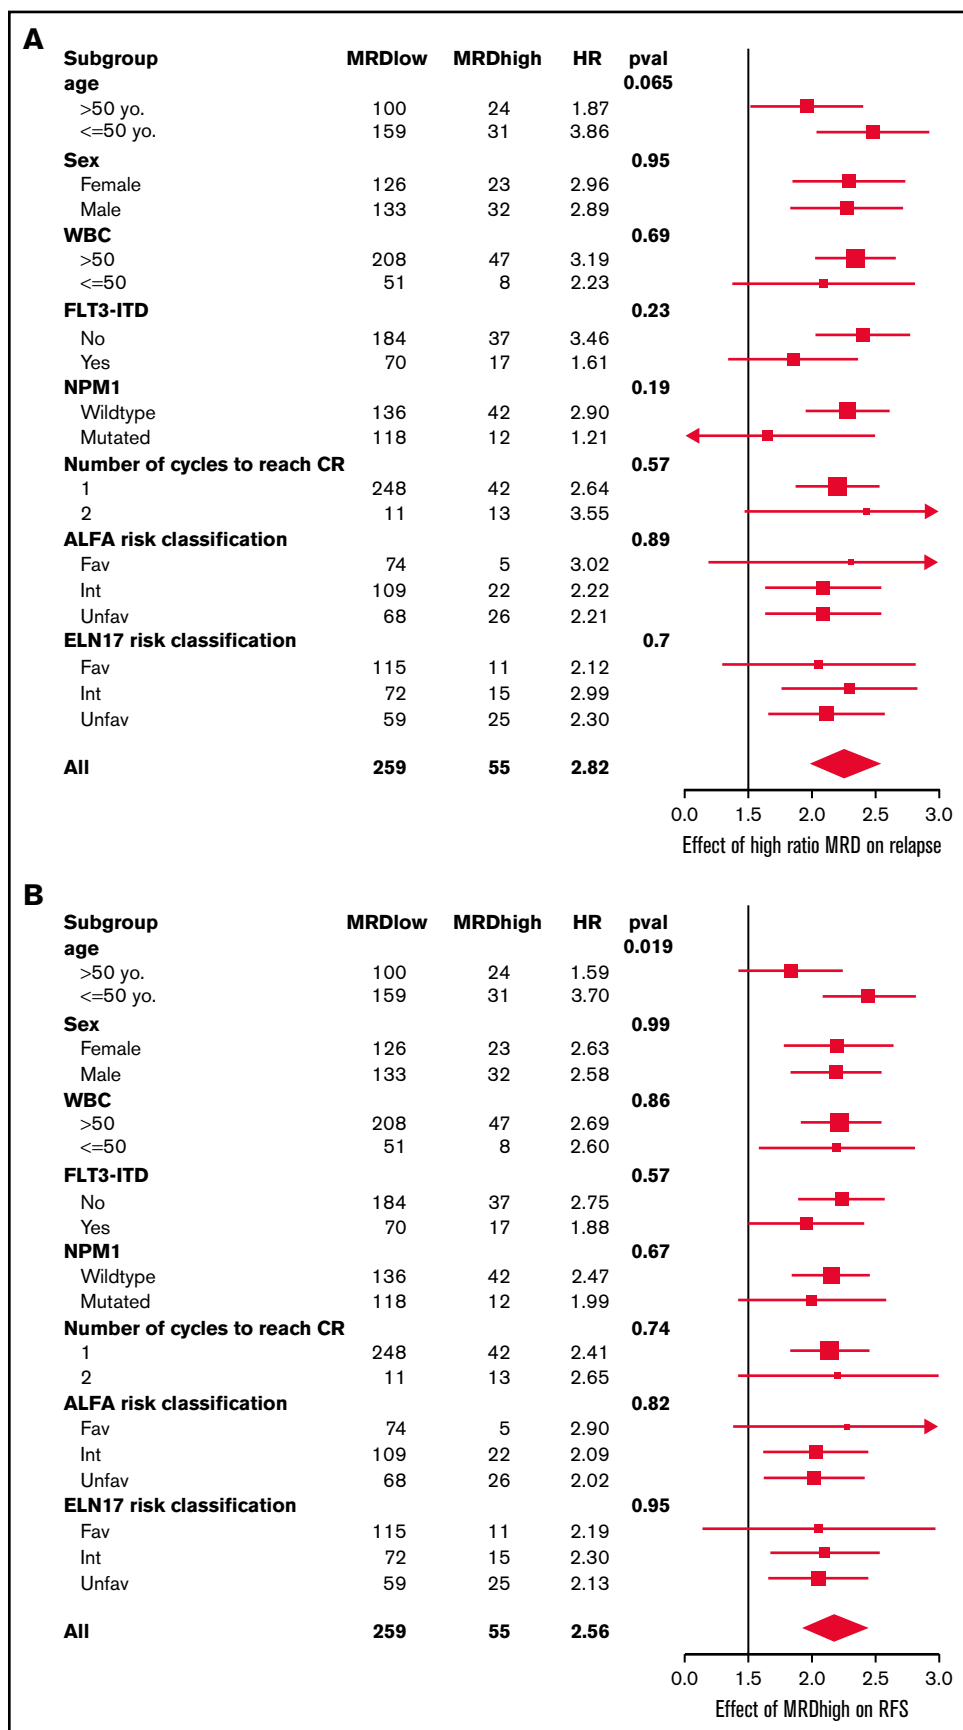 A
Subgroup MRDlow MRDhigh HR pval
age 0.065
>50 yo. 100 24 1.87
<=50 yo. 159 31 3.86
Sex 0.95
Female 126 23 2.96
Male 133 32 2.89
WBC 0.69
>50 208 47 3.19
<=50 51 8 2.23
FLT3-ITD 0.23
No 184 37 3.46
Yes 70 17 1.61
NPM1 0.19
Wildtype 136 42 2.90
Mutated 118 12 1.21
Number of cycles to reach CR 0.57
1 248 42 2.64
2 11 13 3.55
ALFA risk classification 0.89
Fav 74 5 3.02
Int 109 22 2.22
Unfav 68 26 2.21
ELN17 risk classification 0.7
Fav 115 11 2.12
Int 72 15 2.99
Unfav 59 25 2.30
All 259 55 2.82
0.0 1.5 2.0 2.5 3.0
Effect of high ratio MRD on relapse
B
Subgroup MRDlow MRDhigh HR pval
age 0.019
>50 yo. 100 24 1.59
<=50 yo. 159 31 3.70
Sex 0.99
Female 126 23 2.63
Male 133 32 2.58
WBC 0.86
>50 208 47 2.69
<=50 51 8 2.60
FLT3-ITD 0.57
No 184 37 2.75
Yes 70 17 1.88
NPM1 0.67
Wildtype 136 42 2.47
Mutated 118 12 1.99
Number of cycles to reach CR 0.74
1 248 42 2.41
2 11 13 2.65
ALFA risk classification 0.82
Fav 74 5 2.90
Int 109 22 2.09
Unfav 68 26 2.02
ELN17 risk classification 0.95
Fav 115 11 2.19
Int 72 15 2.30
Unfav 59 25 2.13
All 259 55 2.56
0.0 1.5 2.0 2.5 3.0
Effect of MRDhigh on RFS